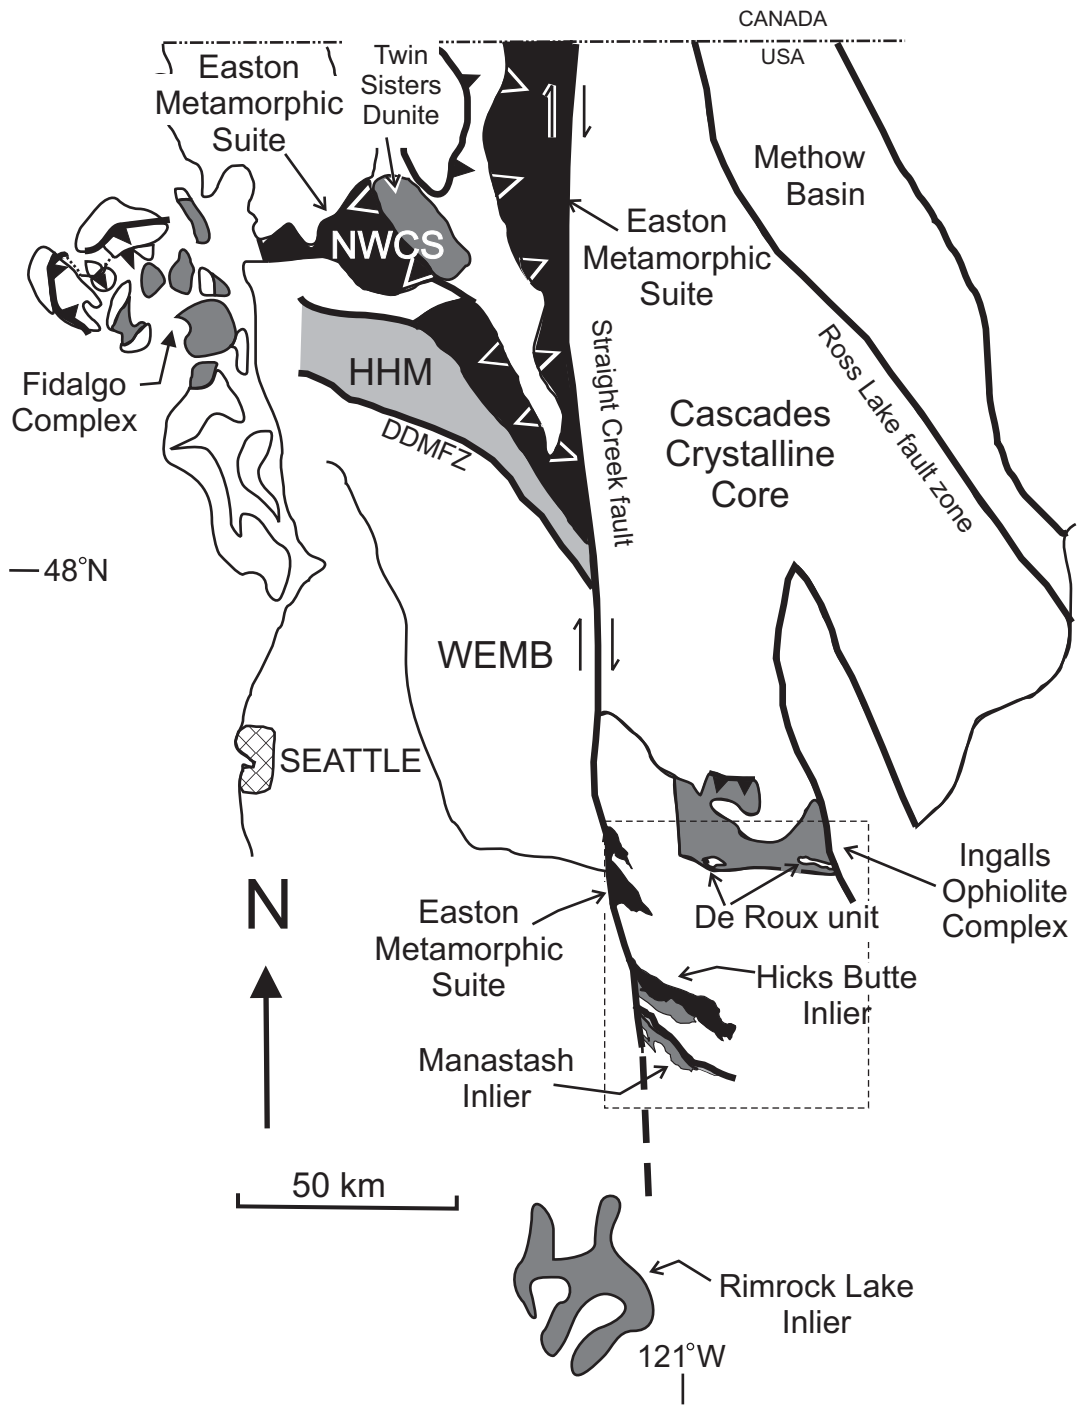 CANADA
USA
Easton
Metamorphic
Suite
Twin
Sisters
Dunite
Methow
Basin
NWCS
Easton
Metamorphic
Suite
Fidalgo
Complex
HHM
DDMFZ
Straight Creek fault
Ross Lake fault zone
Cascades
Crystalline
Core
48°N
WEMB
SEATTLE
N
Easton
Metamorphic
Suite
De Roux unit
Ingalls
Ophiolite
Complex
Hicks Butte
Inlier
Manastash
Inlier
50 km
Rimrock Lake
Inlier
121°W